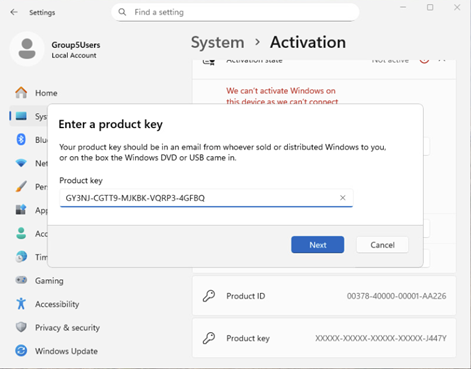 Settings
Find a setting
Group5Users
Local Account
System > Activation
Activation state
Not active
We can't activate Windows on
this device as we can't connect
Home
Sys
Blu
Net
Per
App
Acc
Tim
Gaming
Accessibility
Privacy & security
Windows Update
Enter a product key
Your product key should be in an email from whoever sold or distributed Windows to you,
or on the box the Windows DVD or USB came in.
Product key
GY3NJ-CGTT9-MJKBK-VQRP3-4GFBQ
Next
Cancel
Product ID
00378-40000-00001-AA226
Product key
XXXXX-XXXXX-XXXXX-XXXXX-J447Y